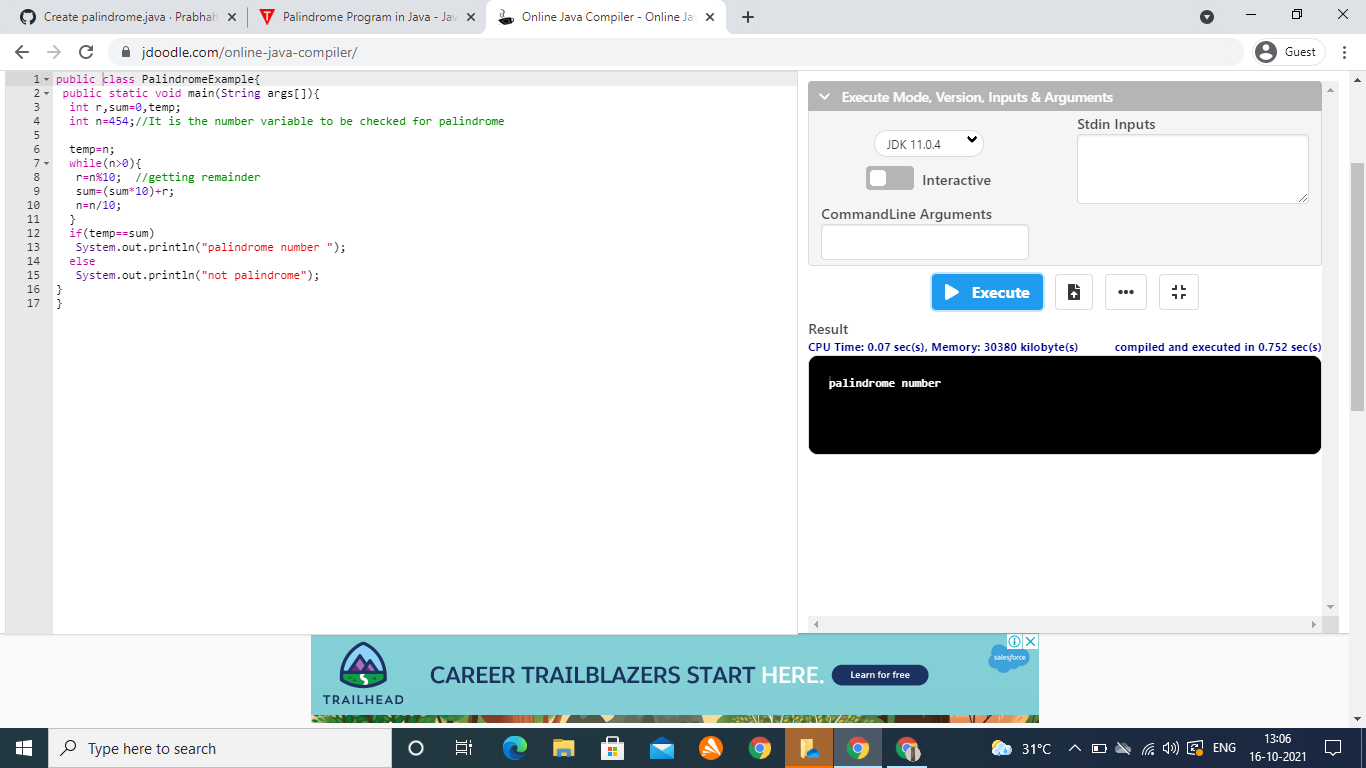 Create palindrome.java · Prabhah
Palindrome Program in Java - Jav
Online Java Compiler - Online Jav
jdoodle.com/online-java-compiler/
Guest
1 public class PalindromeExample{
2 public static void main(String args[]){
3 int r,sum=0,temp;
4 int n=454;//It is the number variable to be checked for palindrome
5
6 temp=n;
7 while(n>0){
8 r=n%10; //getting remainder
9 sum=(sum*10)+r;
10 n=n/10;
11 }
12 if(temp==sum)
13 System.out.println("palindrome number ");
14 else
15 System.out.println("not palindrome");
16 }
17 }
Execute Mode, Version, Inputs & Arguments
JDK 11.0.4
Interactive
Stdin Inputs
CommandLine Arguments
Execute
Result
CPU Time: 0.07 sec(s), Memory: 30380 kilobyte(s)
compiled and executed in 0.752 sec(s)
palindrome number
TRAILHEAD
CAREER TRAILBLAZERS START HERE.
Learn for free
salesforce
Type here to search
31°C
ENG
13:06
16-10-2021